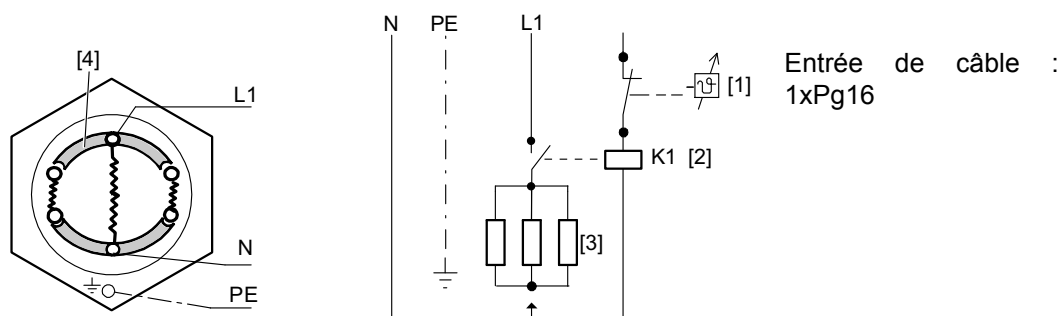 [4]
L1
N
PE
N
PE
L1
ϑ
[1]
K1 [2]
[3]
Entrée de câble :
1xPg16